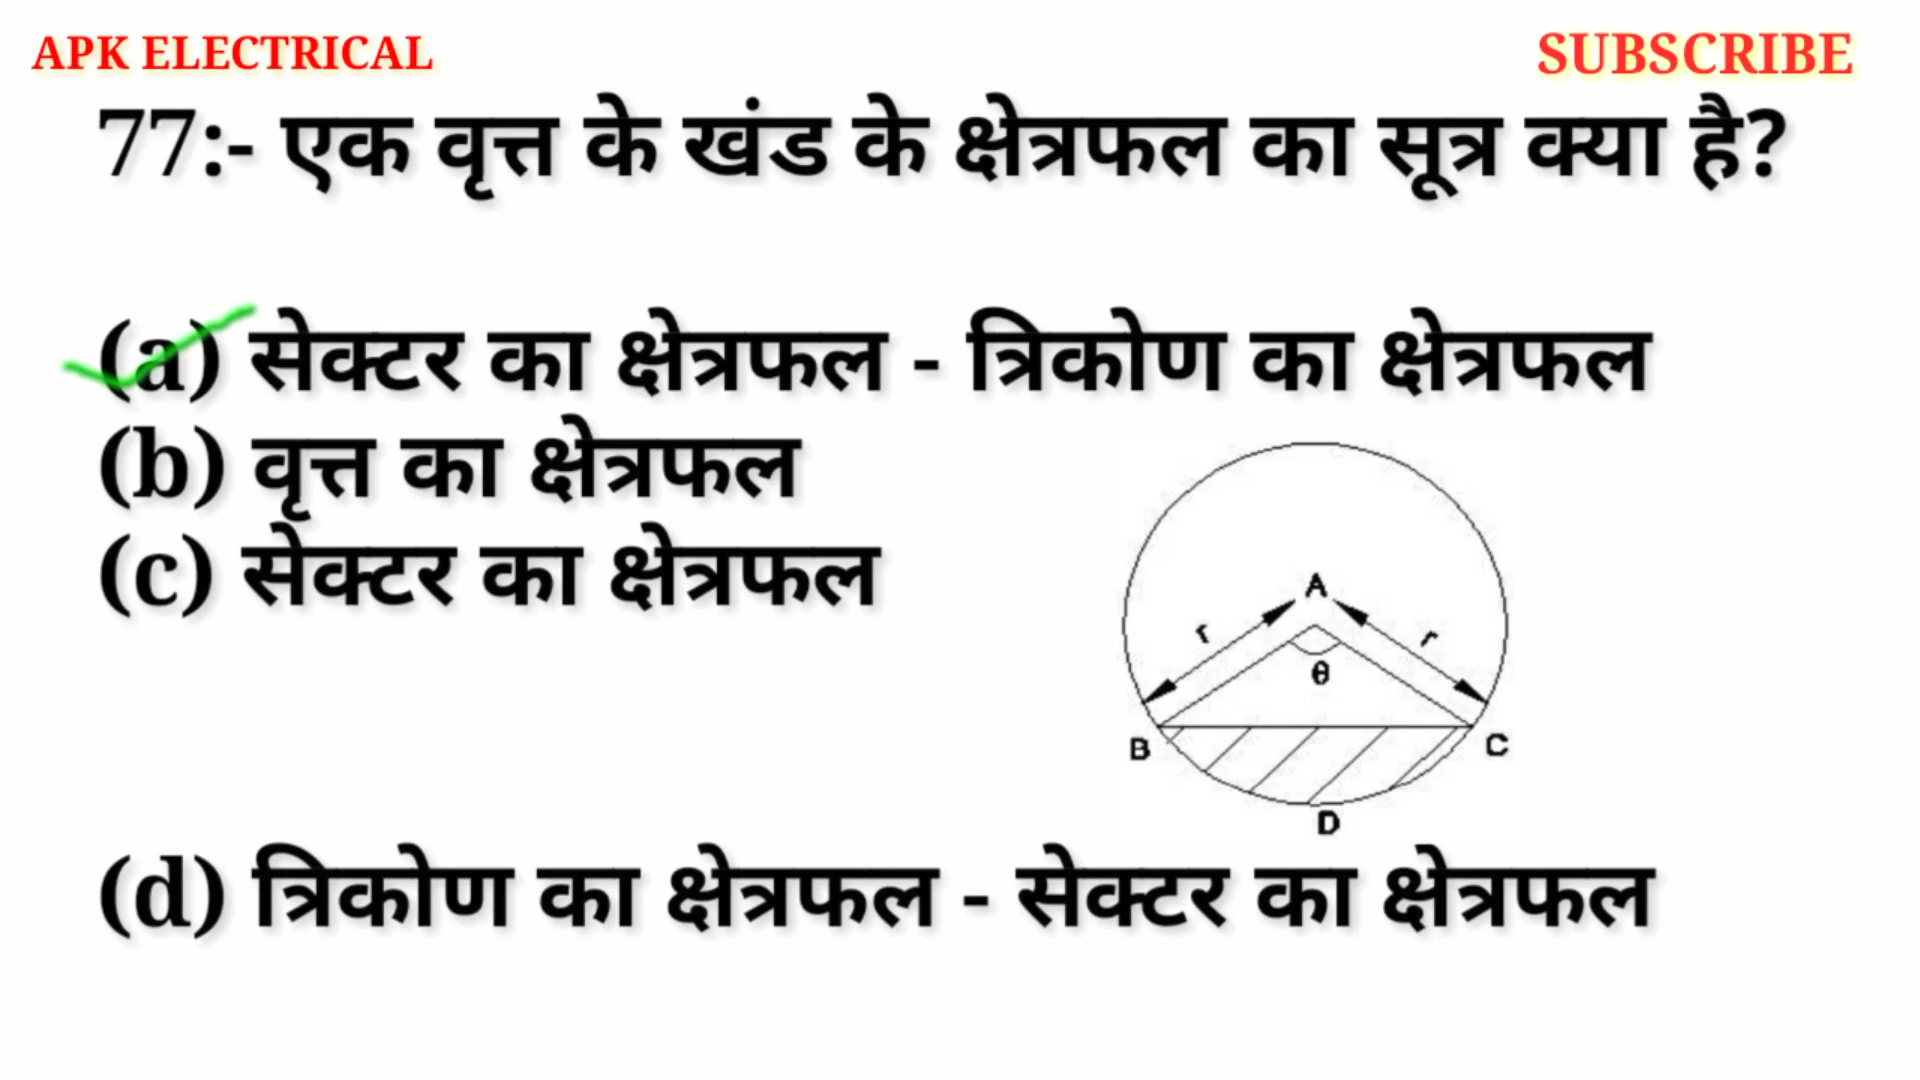 APK ELECTRICAL
SUBSCRIBE
77:- एक वृत्त के खंड के क्षेत्रफल का सूत्र क्या है?
(a) सेक्टर का क्षेत्रफल - त्रिकोण का क्षेत्रफल
(b) वृत्त का क्षेत्रफल
(c) सेक्टर का क्षेत्रफल
A
r
r
θ
B
C
D
(d) त्रिकोण का क्षेत्रफल - सेक्टर का क्षेत्रफल